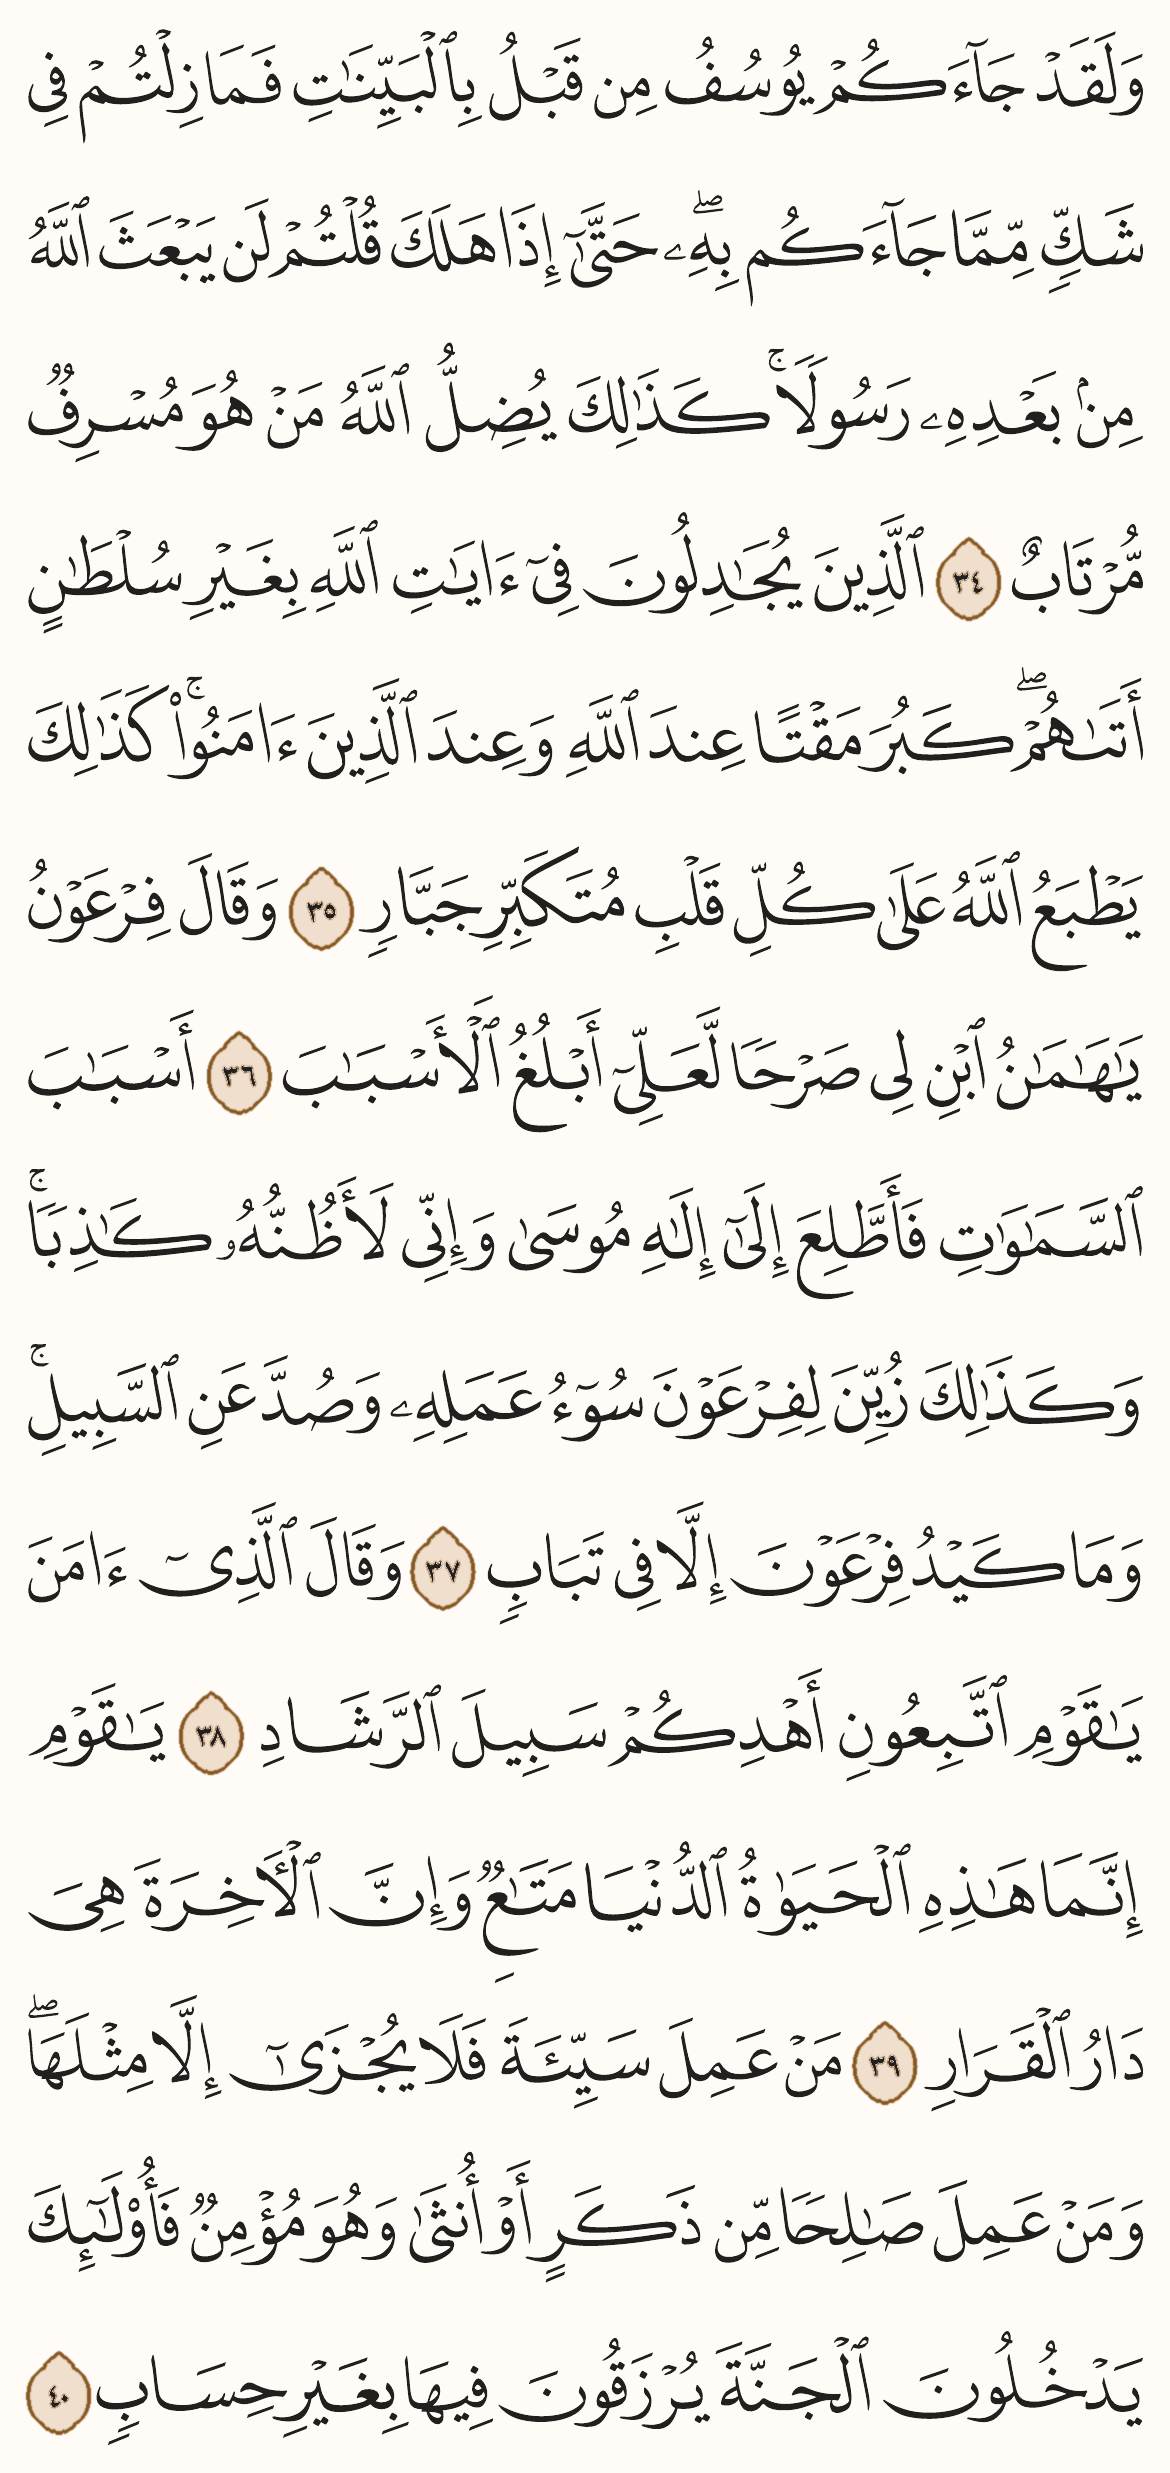 وَلَقَدْ جَآءَكُمْ يُوسُفُ مِن قَبْلُ بِٱلْبَيِّنَٰتِ فَمَا زِلْتُمْ فِى
شَكٍّ مِّمَّا جَآءَكُم بِهِۦ ۖ حَتَّىٰٓ إِذَا هَلَكَ قُلْتُمْ لَن يَبْعَثَ ٱللَّهُ
مِنۢ بَعْدِهِۦ رَسُولًا ۚ كَذَٰلِكَ يُضِلُّ ٱللَّهُ مَنْ هُوَ مُسْرِفٌ
مُّرْتَابٌ ٣٤ ٱلَّذِينَ يُجَٰدِلُونَ فِىٓ ءَايَٰتِ ٱللَّهِ بِغَيْرِ سُلْطَٰنٍ
أَتَىٰهُمْ ۖ كَبُرَ مَقْتًا عِندَ ٱللَّهِ وَعِندَ ٱلَّذِينَ ءَامَنُوا۟ ۚ كَذَٰلِكَ
يَطْبَعُ ٱللَّهُ عَلَىٰ كُلِّ قَلْبِ مُتَكَبِّرٍ جَبَّارٍ ٣٥ وَقَالَ فِرْعَوْنُ
يَٰهَٰمَٰنُ ٱبْنِ لِى صَرْحًا لَّعَلِّىٓ أَبْلُغُ ٱلْأَسْبَٰبَ ٣٦ أَسْبَٰبَ
ٱلسَّمَٰوَٰتِ فَأَطَّلِعَ إِلَىٰٓ إِلَٰهِ مُوسَىٰ وَإِنِّى لَأَظُنُّهُۥ كَٰذِبًا ۚ
وَكَذَٰلِكَ زُيِّنَ لِفِرْعَوْنَ سُوٓءُ عَمَلِهِۦ وَصُدَّ عَنِ ٱلسَّبِيلِ ۚ
وَمَا كَيْدُ فِرْعَوْنَ إِلَّا فِى تَبَابٍ ٣٧ وَقَالَ ٱلَّذِىٓ ءَامَنَ
يَٰقَوْمِ ٱتَّبِعُونِ أَهْدِكُمْ سَبِيلَ ٱلرَّشَادِ ٣٨ يَٰقَوْمِ
إِنَّمَا هَٰذِهِ ٱلْحَيَوٰةُ ٱلدُّنْيَا مَتَٰعٌ وَإِنَّ ٱلْءَاخِرَةَ هِىَ
دَارُ ٱلْقَرَارِ ٣٩ مَنْ عَمِلَ سَيِّئَةً فَلَا يُجْزَىٰٓ إِلَّا مِثْلَهَا ۖ
وَمَنْ عَمِلَ صَٰلِحًا مِّن ذَكَرٍ أَوْ أُنثَىٰ وَهُوَ مُؤْمِنٌ فَأُو۟لَٰٓئِكَ
يَدْخُلُونَ ٱلْجَنَّةَ يُرْزَقُونَ فِيهَا بِغَيْرِ حِسَابٍ ٤٠